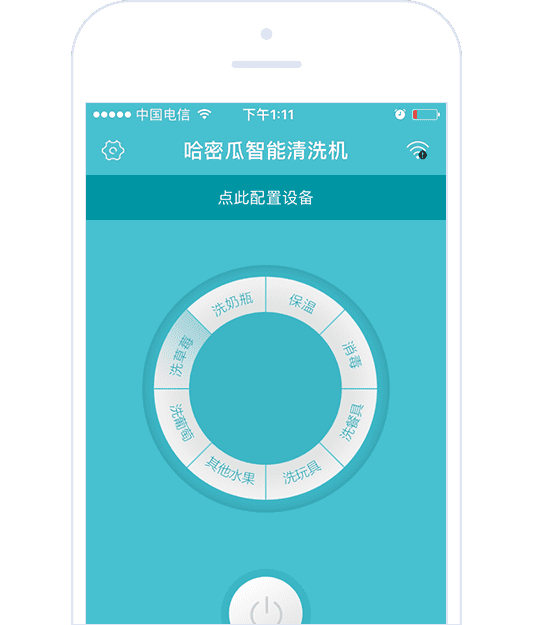 中国电信 下午1:11
哈密瓜智能清洗机
点此配置设备
洗奶瓶
保温
消毒
洗餐具
洗玩具
其他水果
洗葡萄
洗草莓